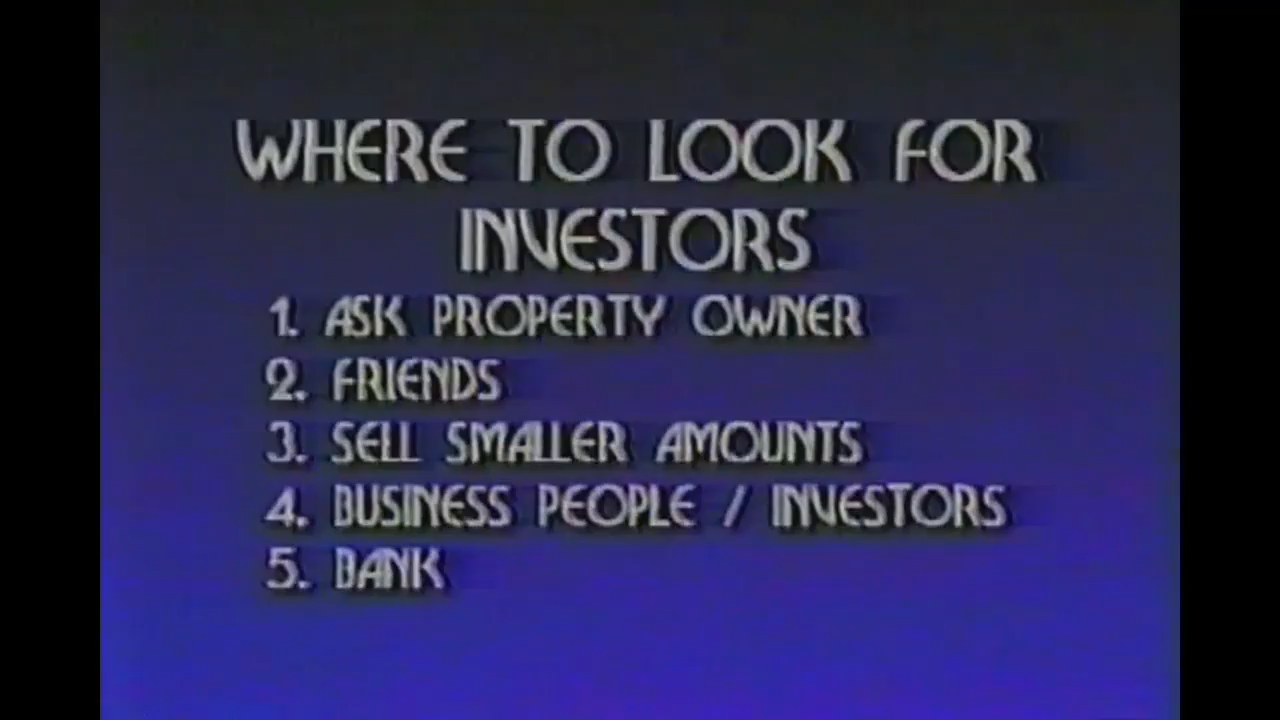 WHERE TO LOOK FOR
INVESTORS
1. ASK PROPERTY OWNER
2. FRIENDS
3. SELL SMALLER AMOUNTS
4. BUSINESS PEOPLE / INVESTORS
5. BANK